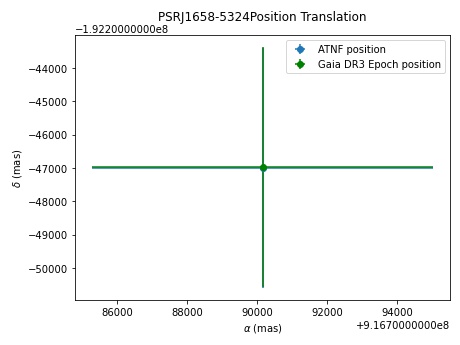 PSRJ1658-5324Position Translation
−1.9220000000e8
ATNF position
Gaia DR3 Epoch position
−44000
−45000
−46000
−47000
−48000
−49000
−50000
δ (mas)
86000 88000 90000 92000 94000
+9.1670000000e8
α (mas)